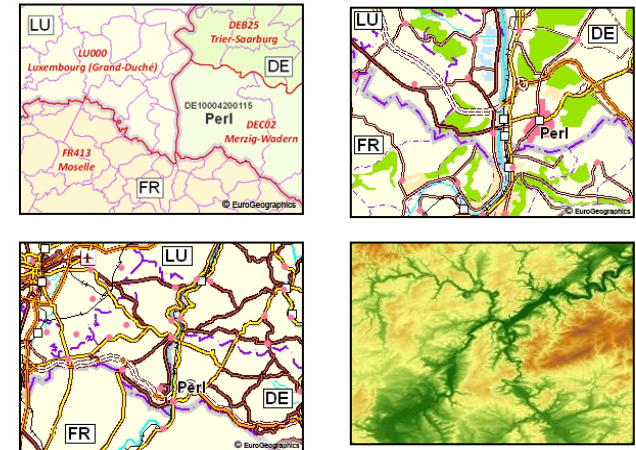 LU
DEB25
Trier-Saarburg
LU000
Luxembourg (Grand-Duché)
DE
DE10004200115
Perl
DEC02
Merzig-Wadern
FR413
Moselle
FR
© EuroGeographics
LU
DE
Perl
FR
© EuroGeographics
LU
Perl
DE
FR
© EuroGeographics